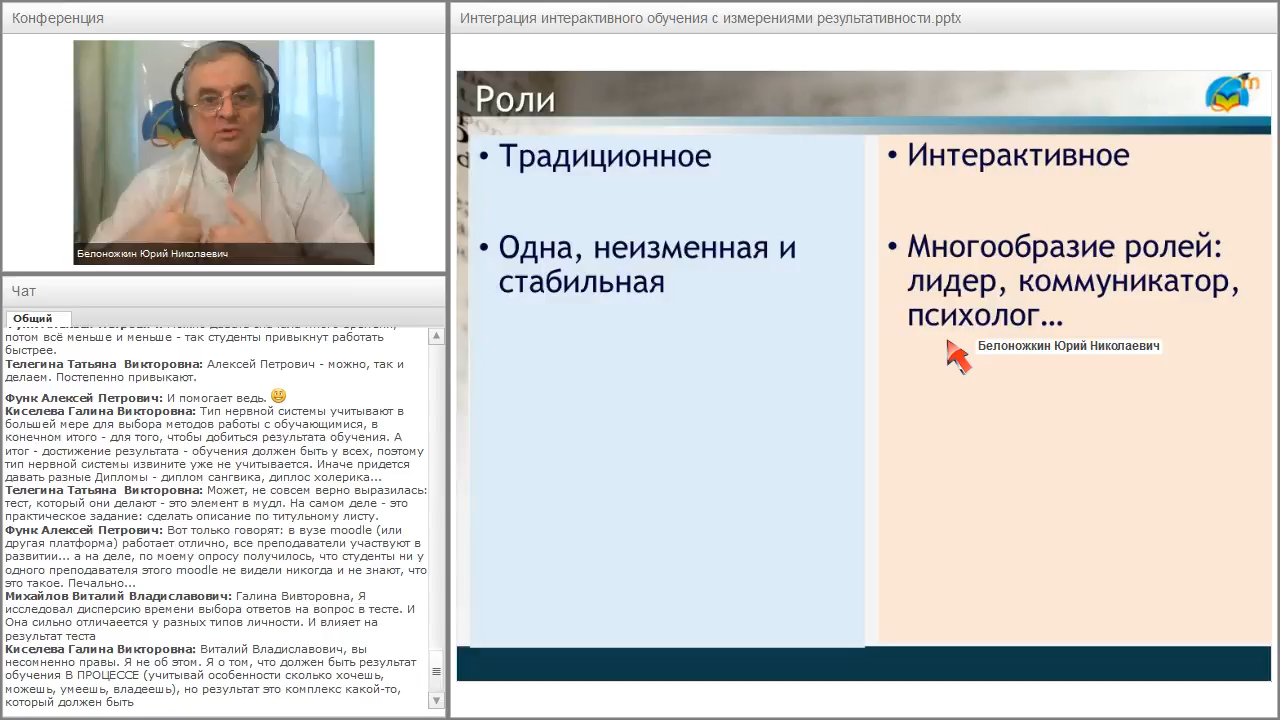 Конференция
Белоножкин Юрий Николаевич
Чат
Общий
потом всё меньше и меньше - так студенты привыкнут работать
быстрее.
Телегина Татьяна Викторовна: Алексей Петрович - можно, так и
делаем. Постепенно привыкают.
Функ Алексей Петрович: И помогает ведь.
Киселева Галина Викторовна: Тип нервной системы учитывают в
большей мере для выбора методов работы с обучающимися, в
конечном итого - для того, чтобы добиться результата обучения. А
итог - достижение результата - обучения должен быть у всех, поэтому
тип нервной системы извините уже не учитывается. Иначе придется
давать разные Дипломы - диплом сангвика, диплос холерика...
Телегина Татьяна Викторовна: Может, не совсем верно выразилась:
тест, который они делают - это элемент в мудл. На самом деле - это
практическое задание: сделать описание по титульному листу.
Функ Алексей Петрович: Вот только говорят: в вузе moodle (или
другая платформа) работает отлично, все преподаватели участвуют в
развитии... а на деле, по моему опросу получилось, что студенты ни у
одного преподавателя этого moodle не видели никогда и не знают, что
это такое. Печально...
Михайлов Виталий Владиславович: Галина Вивторовна, Я
исследовал дисперсию времени выбора ответов на вопрос в тесте. И
Она сильно отличаеется у разных типов личности. И влияет на
результат теста
Киселева Галина Викторовна: Виталий Владиславович, вы
несомненно правы. Я не об этом. Я о том, что должен быть результат
обучения В ПРОЦЕССЕ (учитывай особенности сколько хочешь,
можешь, умеешь, владеешь), но результат это комплекс какой-то,
который должен быть
Интеграция интерактивного обучения с измерениями результативности.pptx
Роли
• Традиционное
• Одна, неизменная и
стабильная
• Интерактивное
• Многообразие ролей:
лидер, коммуникатор,
психолог…
Белоножкин Юрий Николаевич